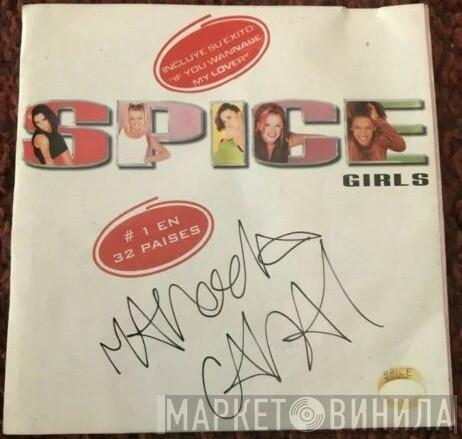 INCLUYE SU EXITO
"IF YOU WANNABE
MY LOVER"
SPICE
GIRLS
# 1 EN
32 PAISES
SPICE
МАРКЕТ ВИНИЛА